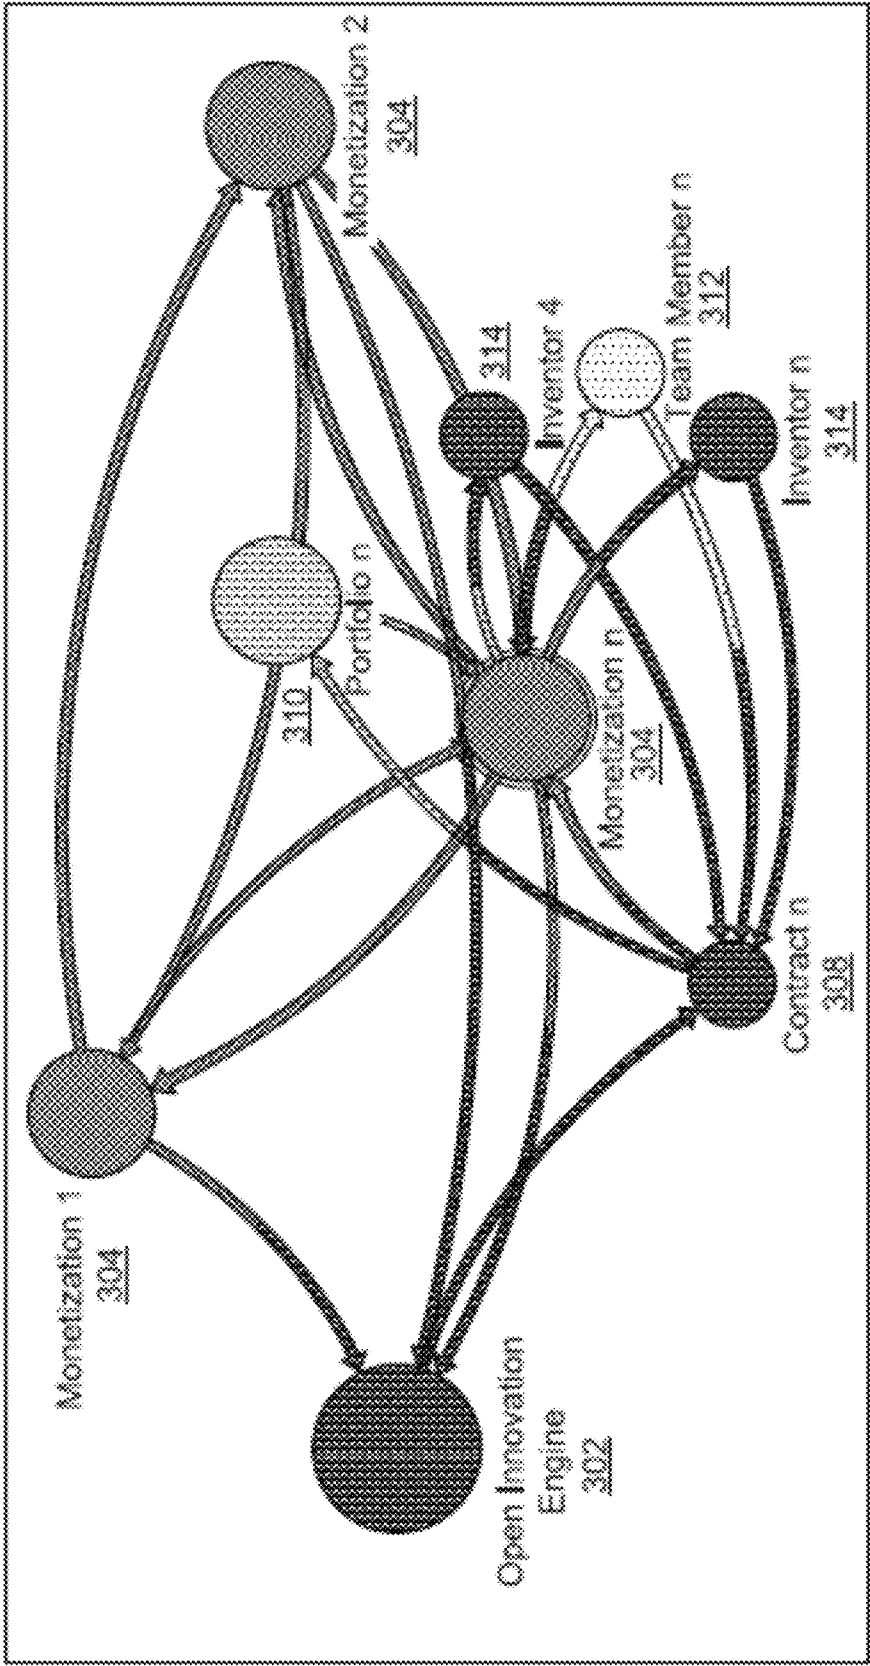 Monetization 1
304
Open Innovation
Engine
302
Portfolio n
310
Monetization 2
304
Monetization n
304
314
Inventor 4
Team Member n
312
Inventor n
314
Contract n
308